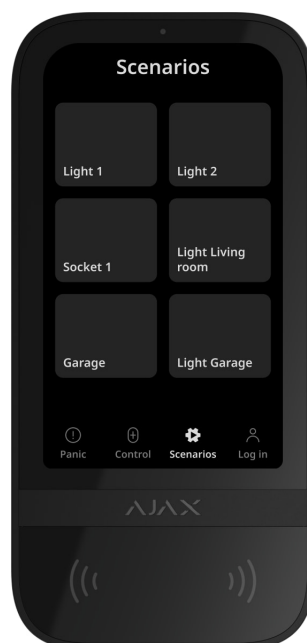 Scenarios
Light 1
Light 2
Socket 1
Light Living
room
Garage
Light Garage
Panic
Control
Scenarios
Log in
AJAX